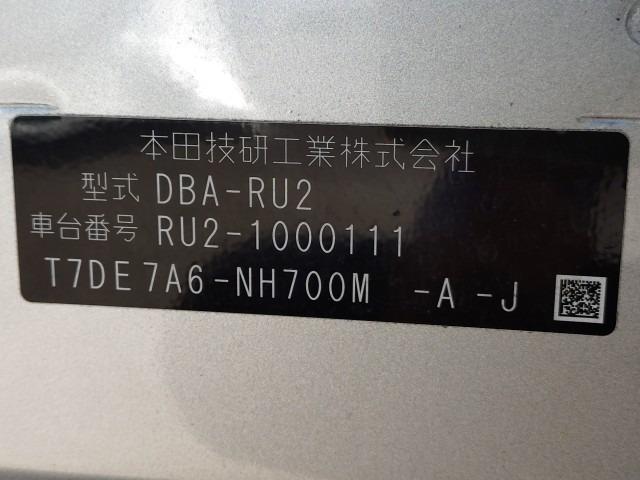 本田技研工業株式会社
型式 DBA-RU2
車台番号 RU2-1000111
T7DE7A6-NH700M -A-J